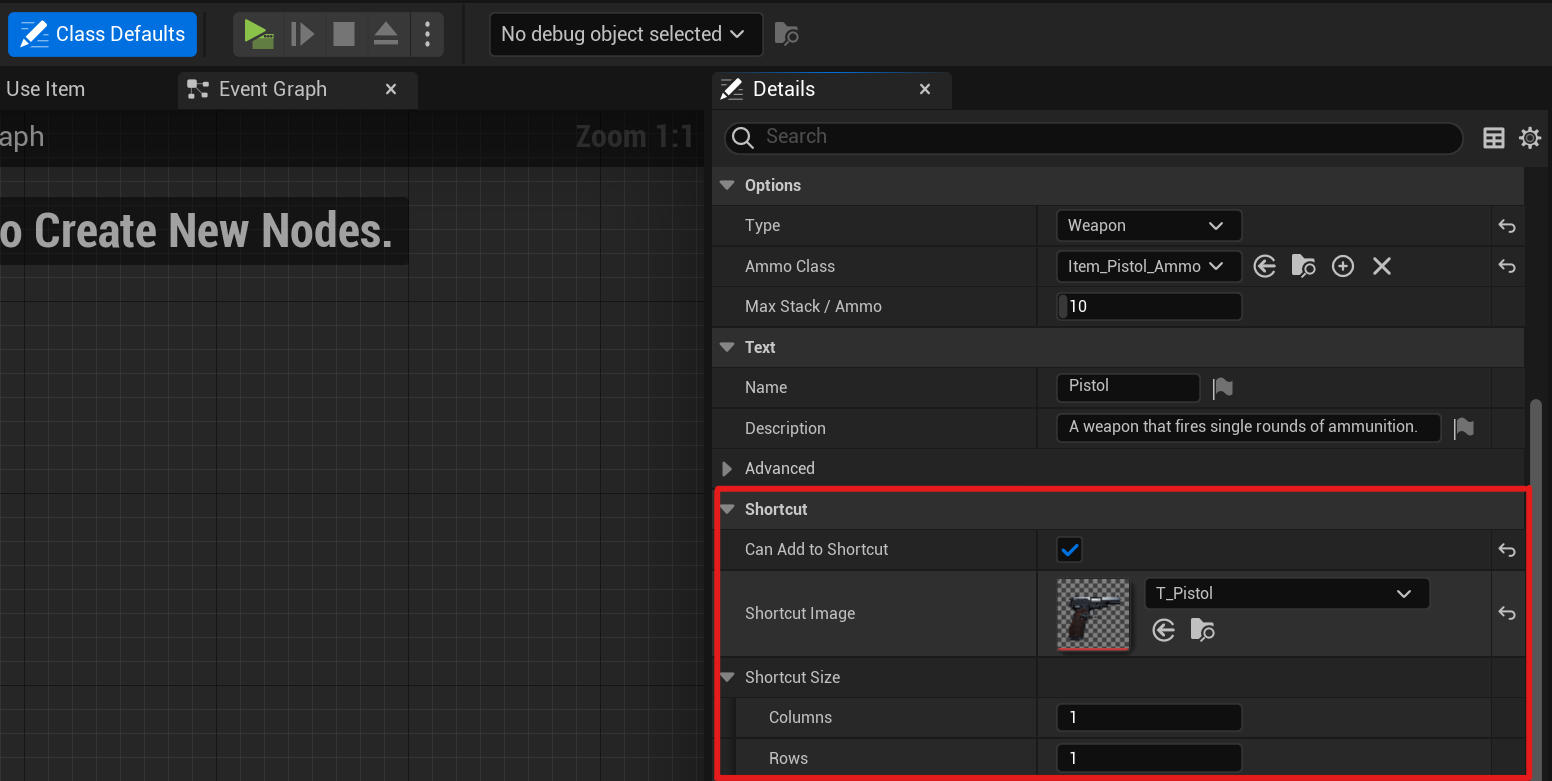 Class Defaults
No debug object selected
Use Item
Event Graph
aph
Zoom 1:1
o Create New Nodes.
Details
Search
Options
Type
Weapon
Ammo Class
Item_Pistol_Ammo
Max Stack / Ammo
10
Text
Name
Pistol
Description
A weapon that fires single rounds of ammunition.
Advanced
Shortcut
Can Add to Shortcut
Shortcut Image
T_Pistol
Shortcut Size
Columns
1
Rows
1